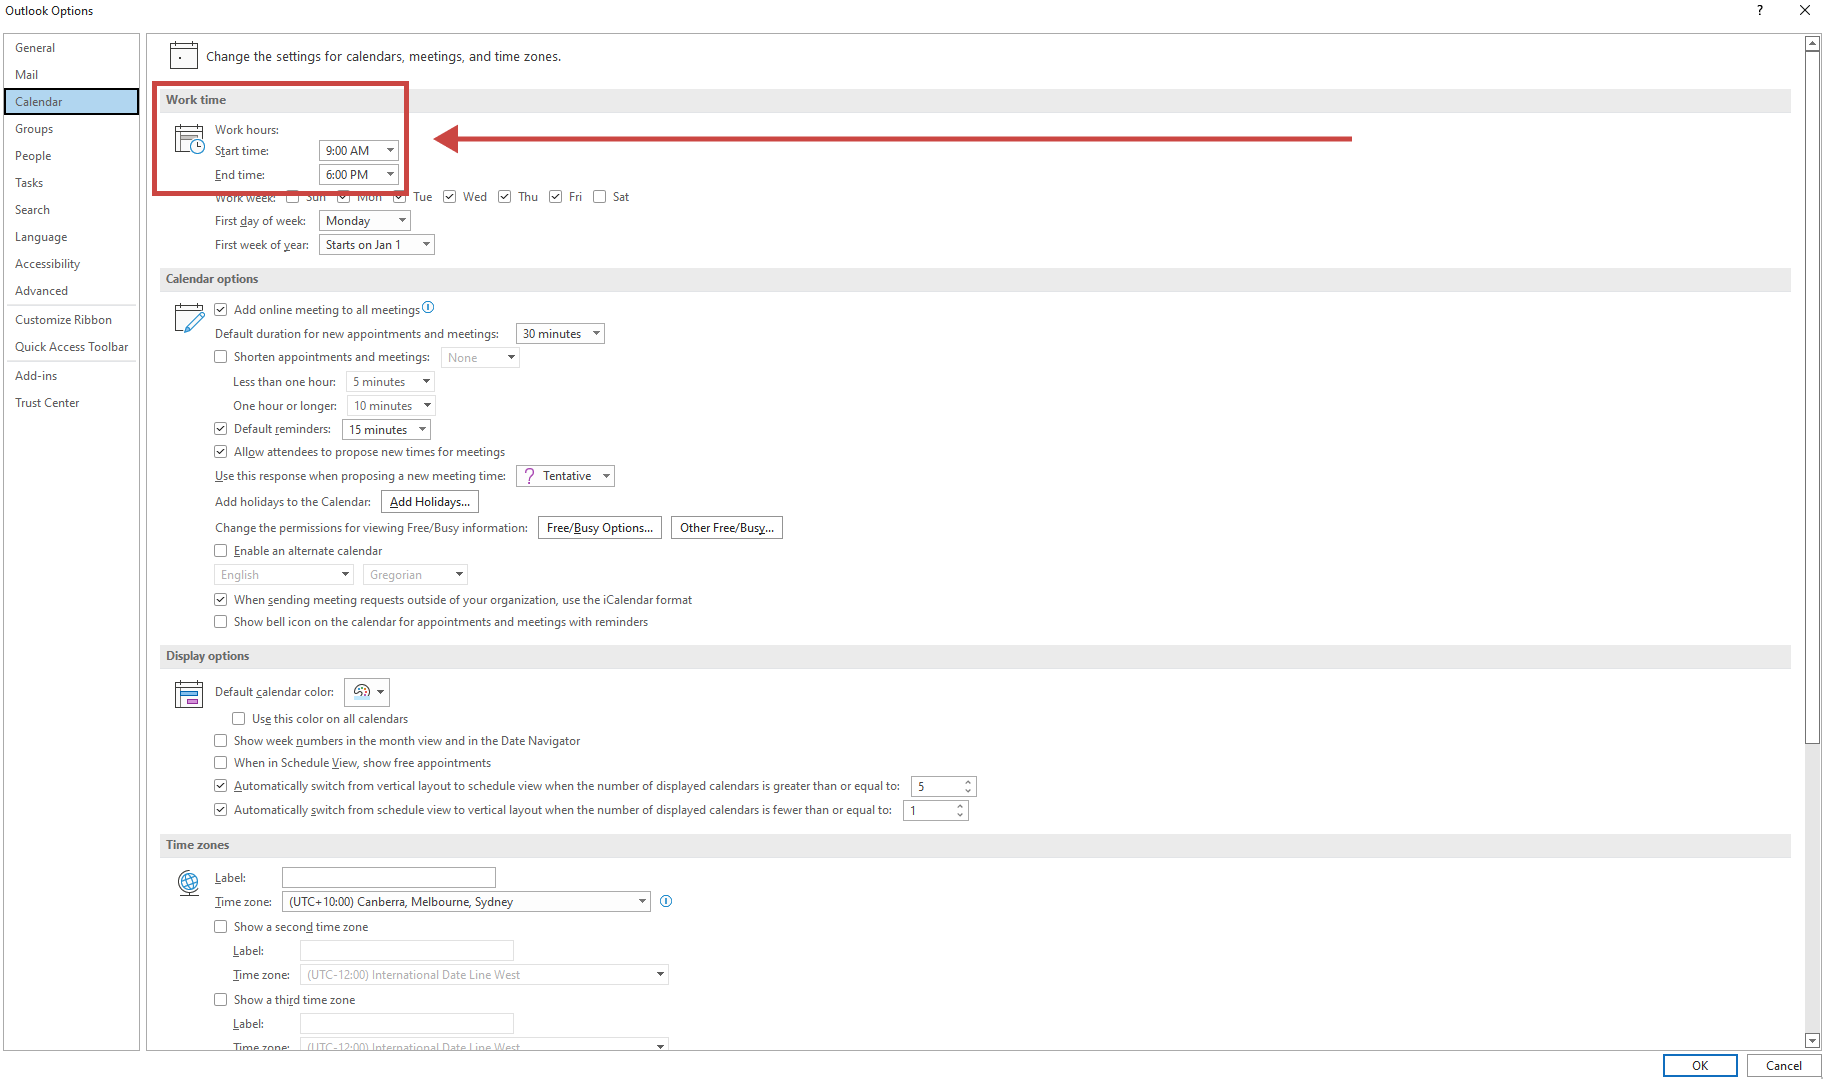 Outlook Options
?
General
Mail
Calendar
Groups
People
Tasks
Search
Language
Accessibility
Advanced
Customize Ribbon
Quick Access Toolbar
Add-ins
Trust Center
Change the settings for calendars, meetings, and time zones.
Work time
Work hours:
Start time: 9:00 AM
End time: 6:00 PM
Work week: Sun Mon Tue Wed Thu Fri Sat
First day of week: Monday
First week of year: Starts on Jan 1
Calendar options
Add online meeting to all meetings
Default duration for new appointments and meetings: 30 minutes
Shorten appointments and meetings: None
Less than one hour: 5 minutes
One hour or longer: 10 minutes
Default reminders: 15 minutes
Allow attendees to propose new times for meetings
Use this response when proposing a new meeting time: ? Tentative
Add holidays to the Calendar: Add Holidays...
Change the permissions for viewing Free/Busy information: Free/Busy Options... Other Free/Busy...
Enable an alternate calendar
English Gregorian
When sending meeting requests outside of your organization, use the iCalendar format
Show bell icon on the calendar for appointments and meetings with reminders
Display options
Default calendar color:
Use this color on all calendars
Show week numbers in the month view and in the Date Navigator
When in Schedule View, show free appointments
Automatically switch from vertical layout to schedule view when the number of displayed calendars is greater than or equal to: 5
Automatically switch from schedule view to vertical layout when the number of displayed calendars is fewer than or equal to: 1
Time zones
Label:
Time zone: (UTC+10:00) Canberra, Melbourne, Sydney
Show a second time zone
Label:
Time zone: (UTC-12:00) International Date Line West
Show a third time zone
Label:
Time zone: (UTC-12:00) International Date Line West
OK Cancel